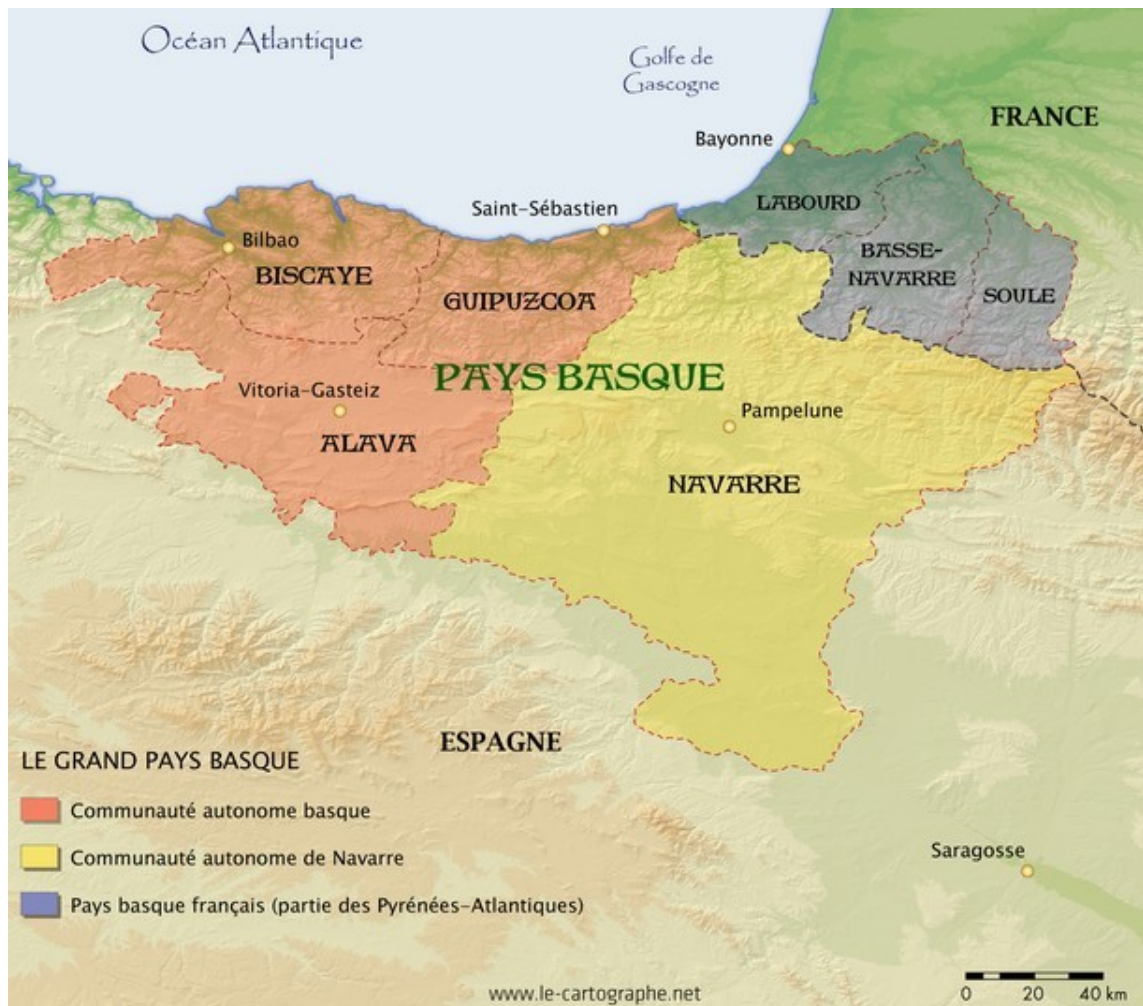 Océan Atlantique
Golfe de
Gascogne
FRANCE
Bayonne
LABOURD
Saint-Sébastien
Bilbao
BISCAYE
BASSE-
NAVARRE
GUIPUZCOA
SOULE
PAYS BASQUE
Vitoria-Gasteiz
Pampelune
ALAVA
NAVARRE
ESPAGNE
LE GRAND PAYS BASQUE
Communauté autonome basque
Communauté autonome de Navarre
Pays basque français (partie des Pyrénées-Atlantiques)
Saragosse
www.le-cartographe.net
0 20 40 km